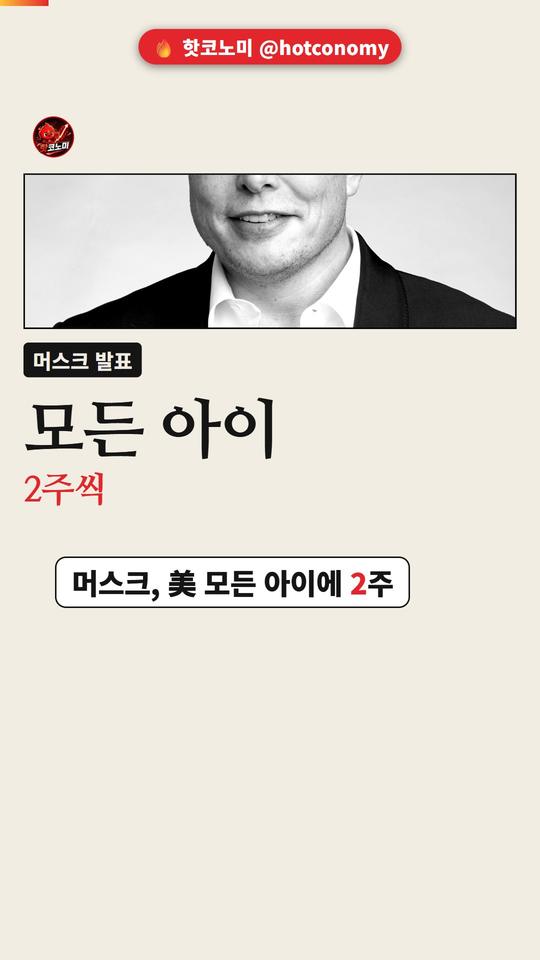 핫코노미 @hotconomy
핫코노미
머스크 발표
모든 아이
2주씩
머스크, 美 모든 아이에 2주